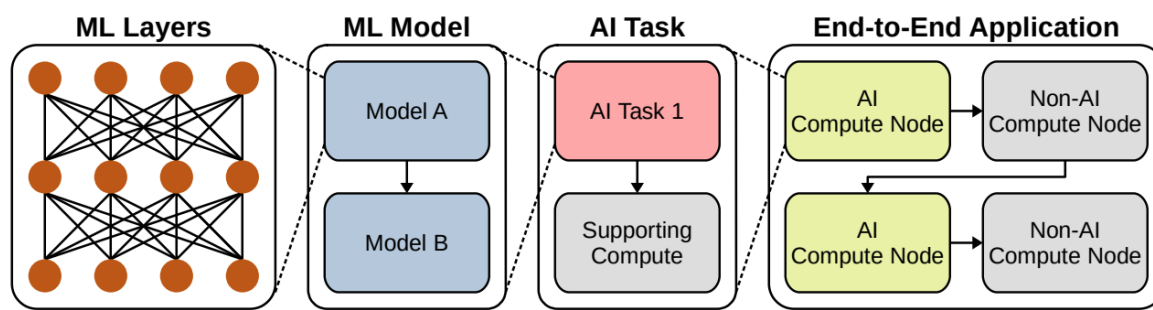 ML Layers
ML Model
AI Task
End-to-End Application
Model A
Model B
AI Task 1
Supporting
Compute
AI
Compute Node
Non-AI
Compute Node
AI
Compute Node
Non-AI
Compute Node